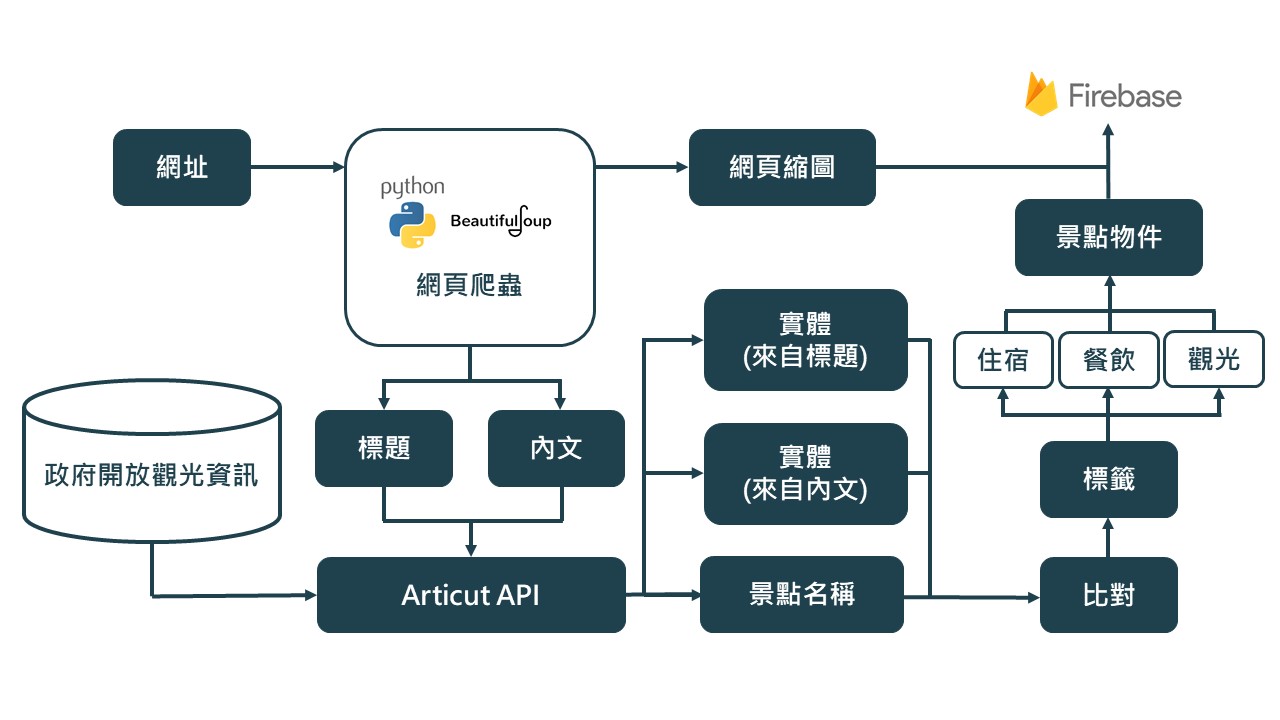 Firebase
網址
python
BeautifulSoup
網頁爬蟲
網頁縮圖
景點物件
實體
(來自標題)
住宿
餐飲
觀光
標題
內文
實體
(來自內文)
標籤
政府開放觀光資訊
Articut API
景點名稱
比對